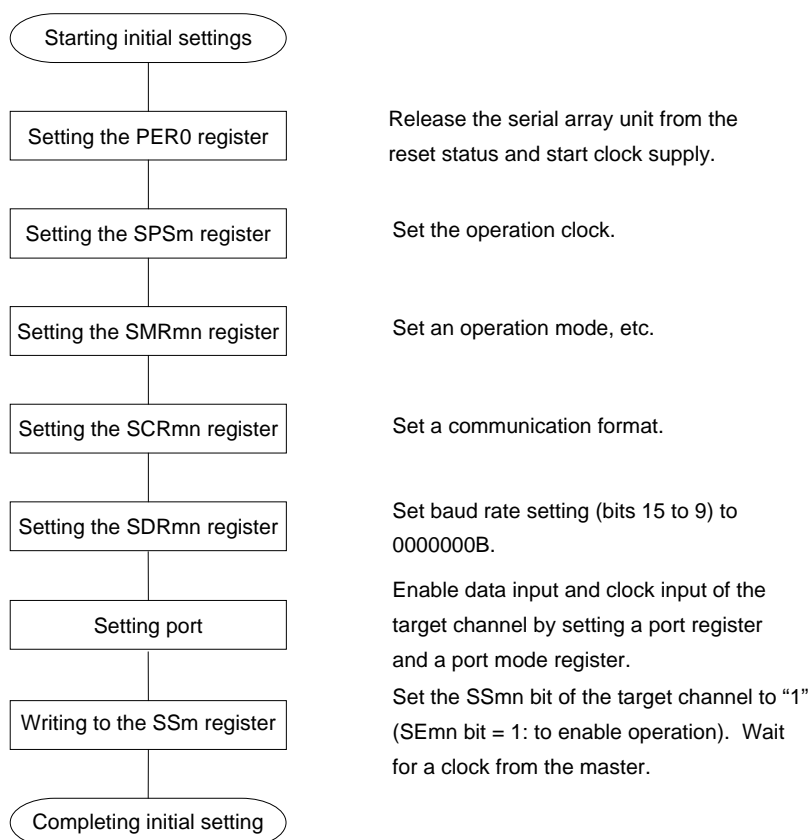 Starting initial settings
Setting the PER0 register
Release the serial array unit from the
reset status and start clock supply.
Setting the SPSm register
Set the operation clock.
Setting the SMRmn register
Set an operation mode, etc.
Setting the SCRmn register
Set a communication format.
Setting the SDRmn register
Set baud rate setting (bits 15 to 9) to
0000000B.
Setting port
Enable data input and clock input of the
target channel by setting a port register
and a port mode register.
Writing to the SSm register
Set the SSmn bit of the target channel to “1”
(SEmn bit = 1: to enable operation).  Wait
for a clock from the master.
Completing initial setting